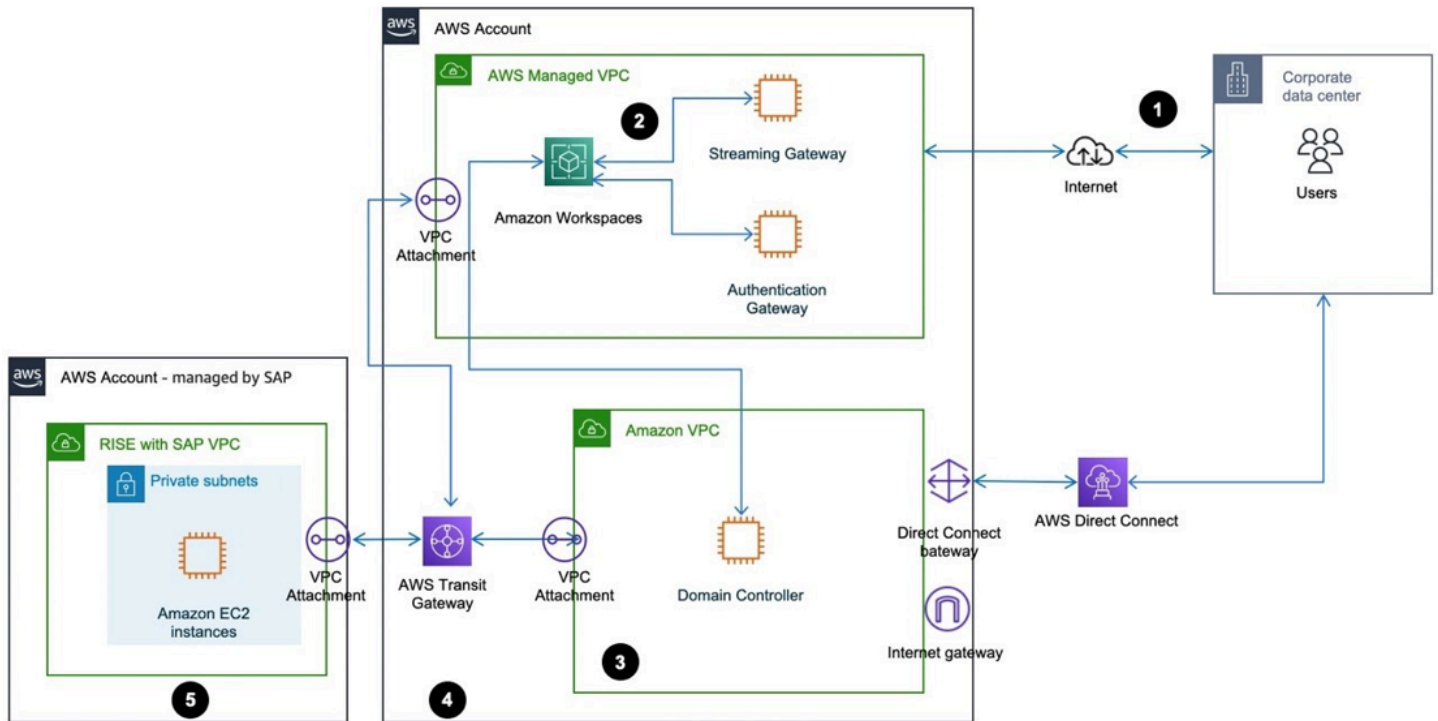 aws
AWS Account
AWS Managed VPC
2
Streaming Gateway
Amazon Workspaces
VPC
Attachment
Authentication
Gateway
1
Internet
Corporate
data center
Users
aws
AWS Account - managed by SAP
RISE with SAP VPC
Private subnets
Amazon EC2
instances
VPC
Attachment
5
AWS Transit
Gateway
4
Amazon VPC
VPC
Attachment
Domain Controller
3
Direct Connect
bateway
Internet gateway
AWS Direct Connect